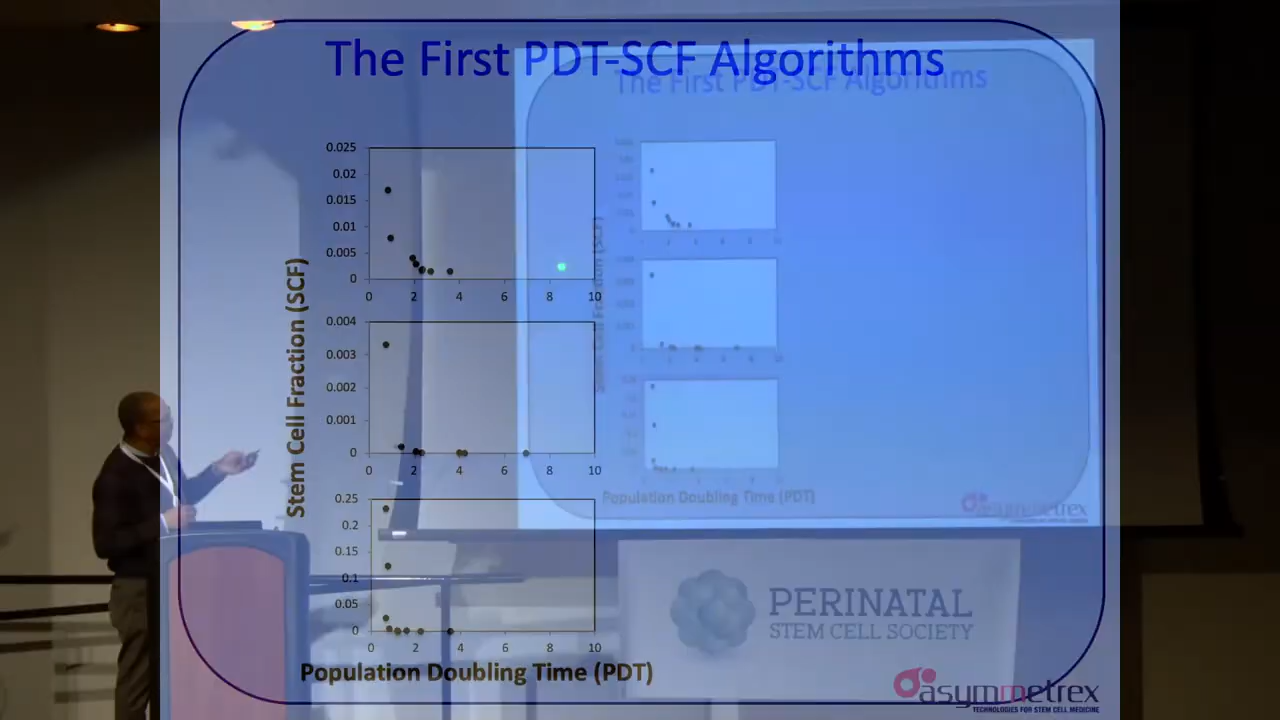 The First PDT-SCF Algorithms
The First PDT-SCF Algorithms
Stem Cell Fraction (SCF)
0.025
0.02
0.015
0.01
0.005
0
0 2 4 6 8 10
0.004
0.003
0.002
0.001
0
0 2 4 6 8 10
0.25
0.2
0.15
0.1
0.05
0
0 2 4 6 8 10
Population Doubling Time (PDT)
Population Doubling Time (PDT)
asymmetrex
PERINATAL
STEM CELL SOCIETY
asymmetrex
TECHNOLOGIES FOR STEM CELL MEDICINE